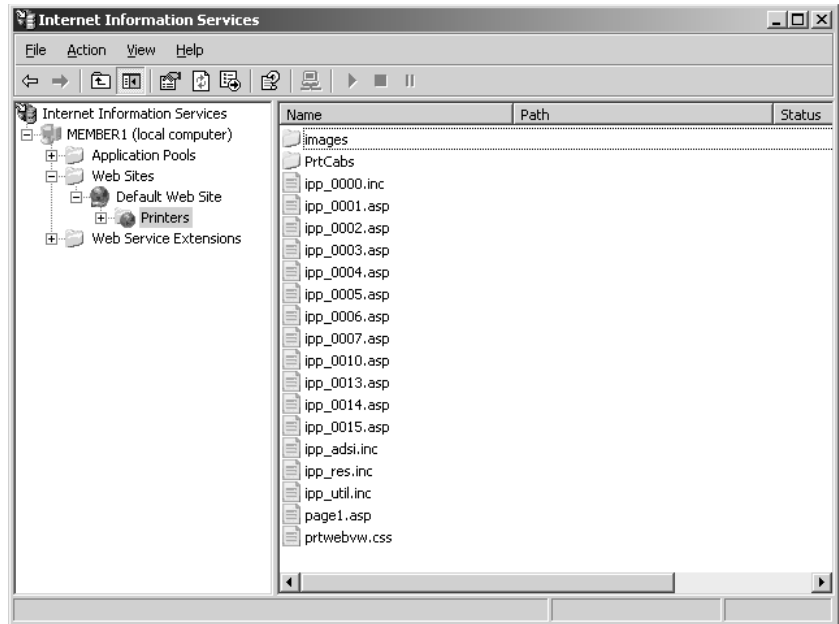 Internet Information Services
File Action View Help
Internet Information Services
MEMBER1 (local computer)
Application Pools
Web Sites
Default Web Site
Printers
Web Service Extensions
Name Path Status
images
PrtCabs
ipp_0000.inc
ipp_0001.asp
ipp_0002.asp
ipp_0003.asp
ipp_0004.asp
ipp_0005.asp
ipp_0006.asp
ipp_0007.asp
ipp_0010.asp
ipp_0013.asp
ipp_0014.asp
ipp_0015.asp
ipp_adsi.inc
ipp_res.inc
ipp_util.inc
page1.asp
prtwebvw.css